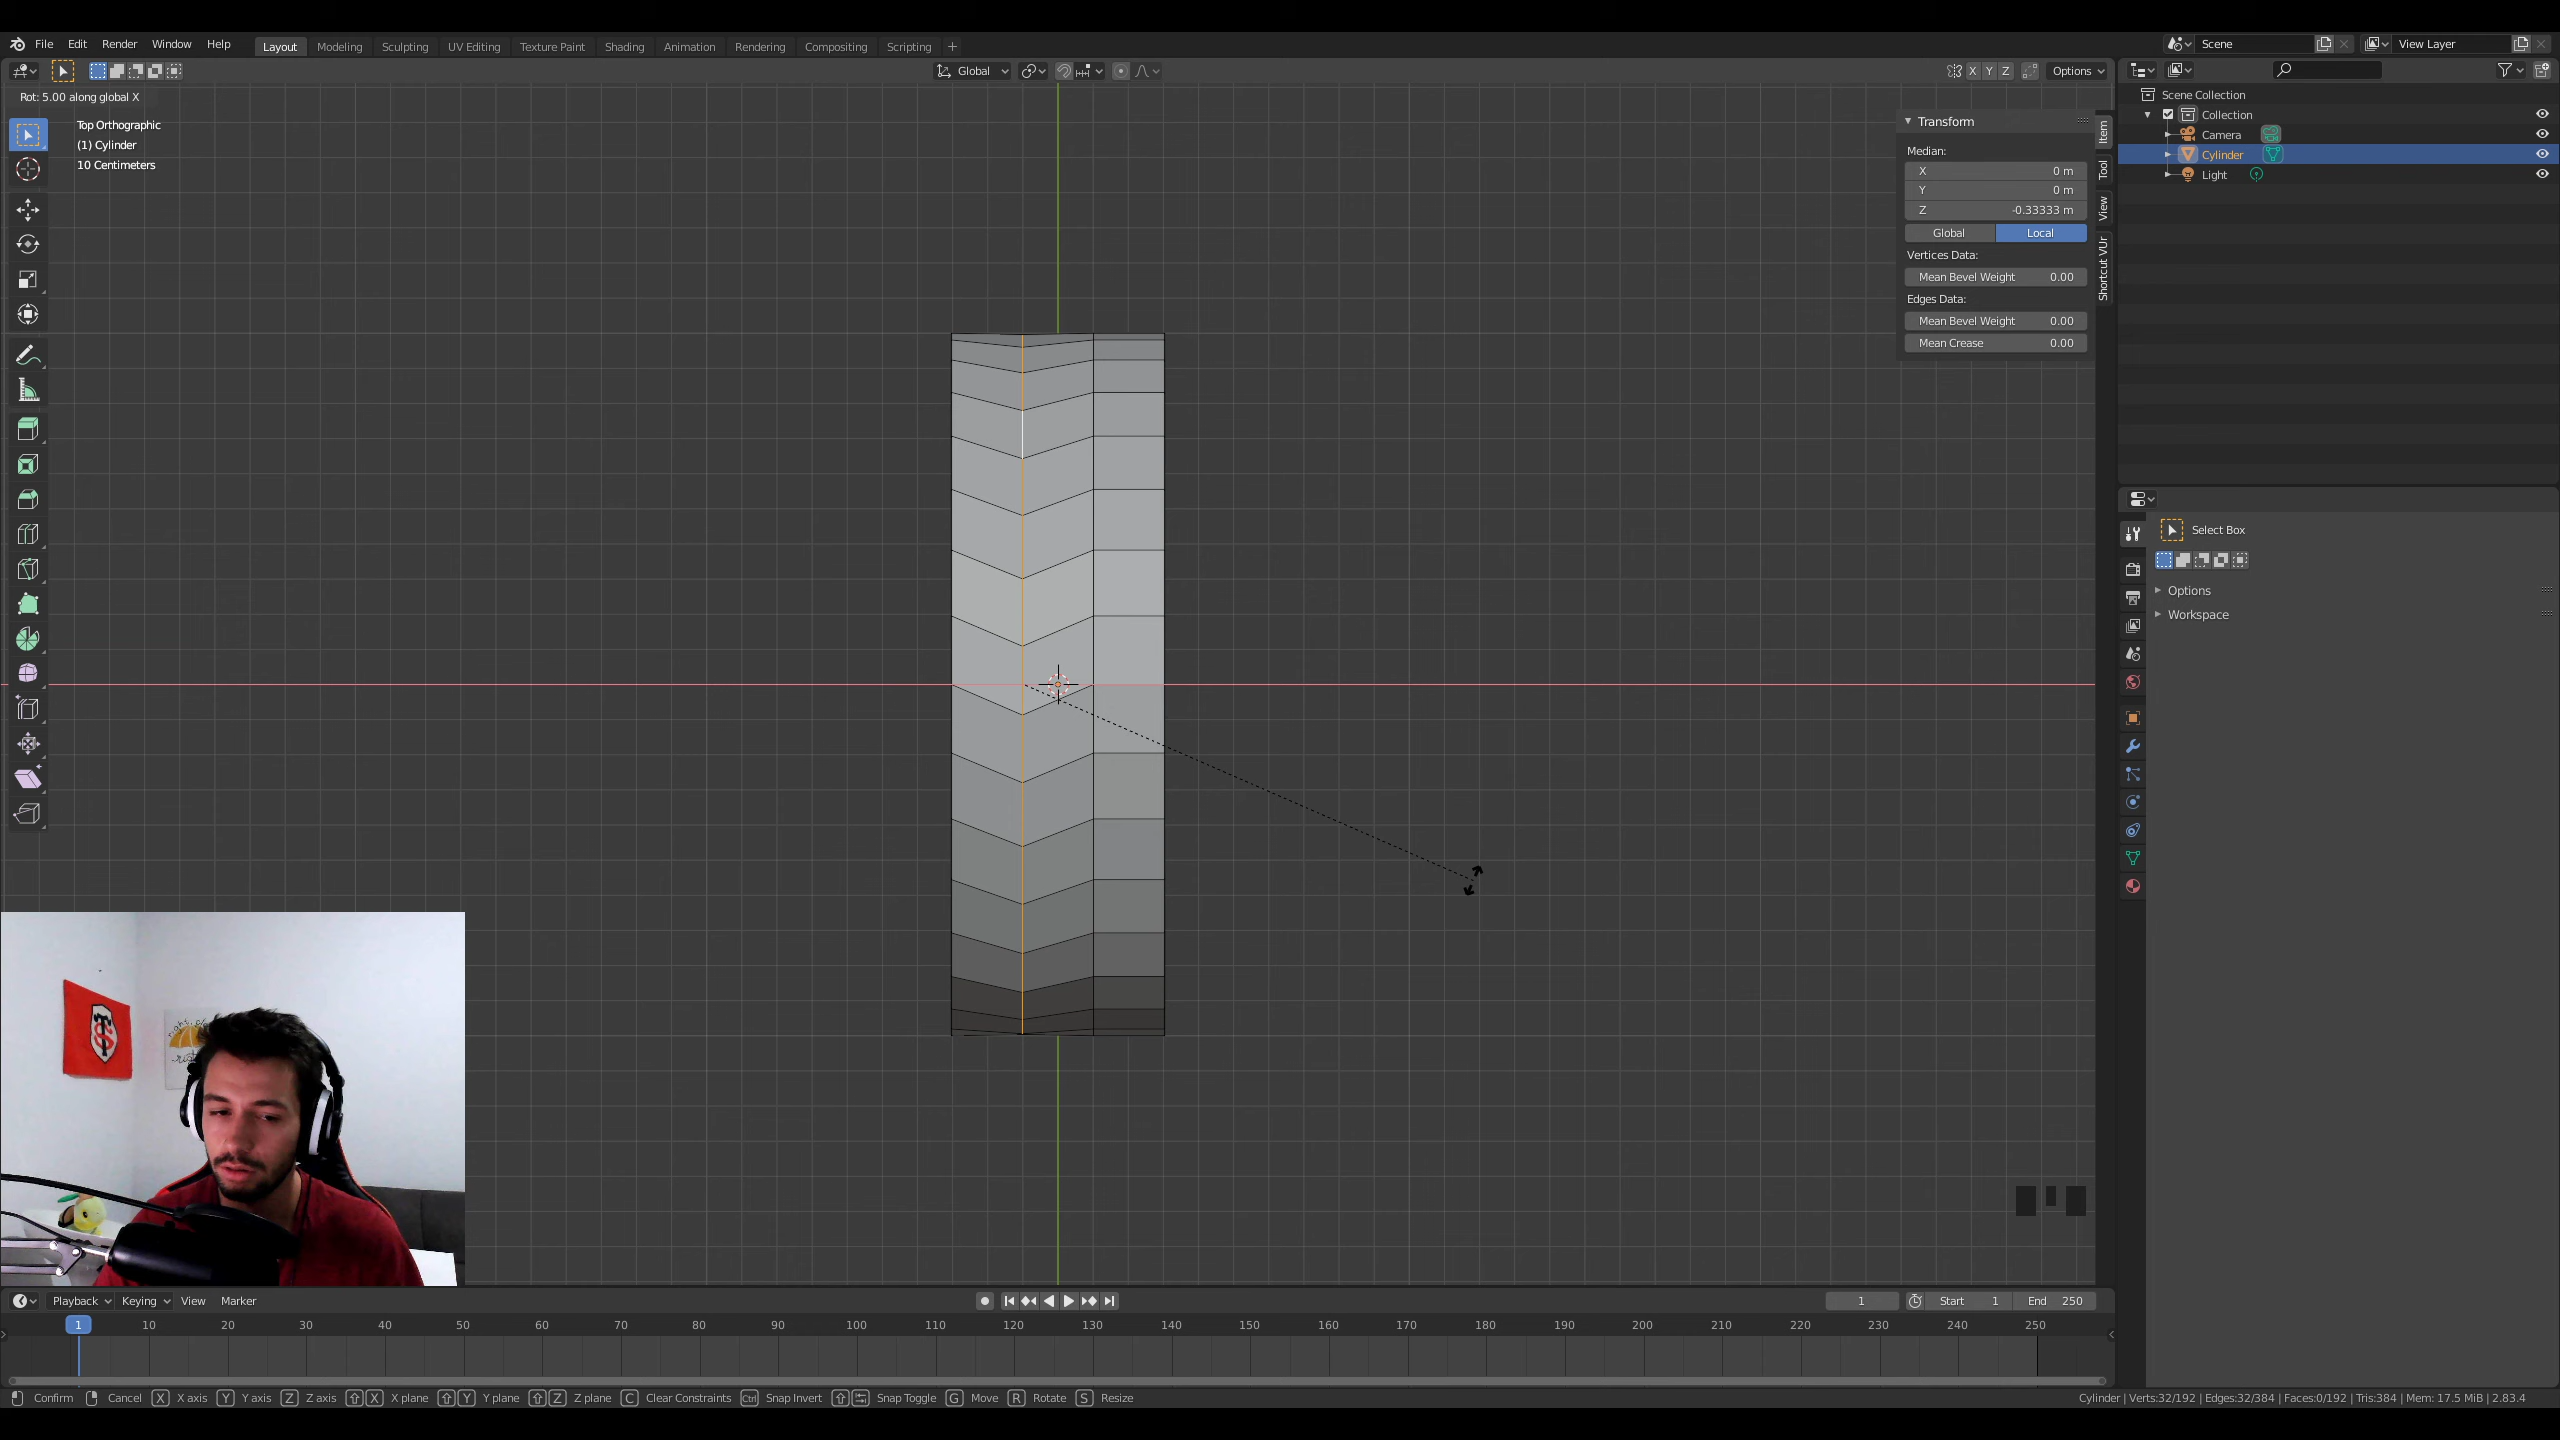 File Edit Render Window Help Layout Modeling Sculpting UV Editing Texture Paint Shading Animation Rendering Compositing Scripting + Scene View Layer
Global X Y Z Options
Rot: 5.00 along global X
Top Orthographic
(1) Cylinder
10 Centimeters
Transform
Median:
X 0 m
Y 0 m
Z -0.33333 m
Global Local
Vertices Data:
Mean Bevel Weight 0.00
Edges Data:
Mean Bevel Weight 0.00
Mean Crease 0.00
Item
Tool
View
Shortcut VUr
Scene Collection
Collection
Camera
Cylinder
Light
Select Box
Options
Workspace
TS
Playback Keying View Marker 1 Start 1 End 250
1 10 20 30 40 50 60 70 80 90 100 110 120 130 140 150 160 170 180 190 200 210 220 230 240 250
Confirm Cancel X X axis Y Y axis Z Z axis X X plane Y Y plane Z Z plane C Clear Constraints Ctrl Snap Invert Snap Toggle G Move R Rotate S Resize Cylinder | Verts:32/192 | Edges:32/384 | Faces:0/192 | Tris:384 | Mem: 17.5 MiB | 2.83.4